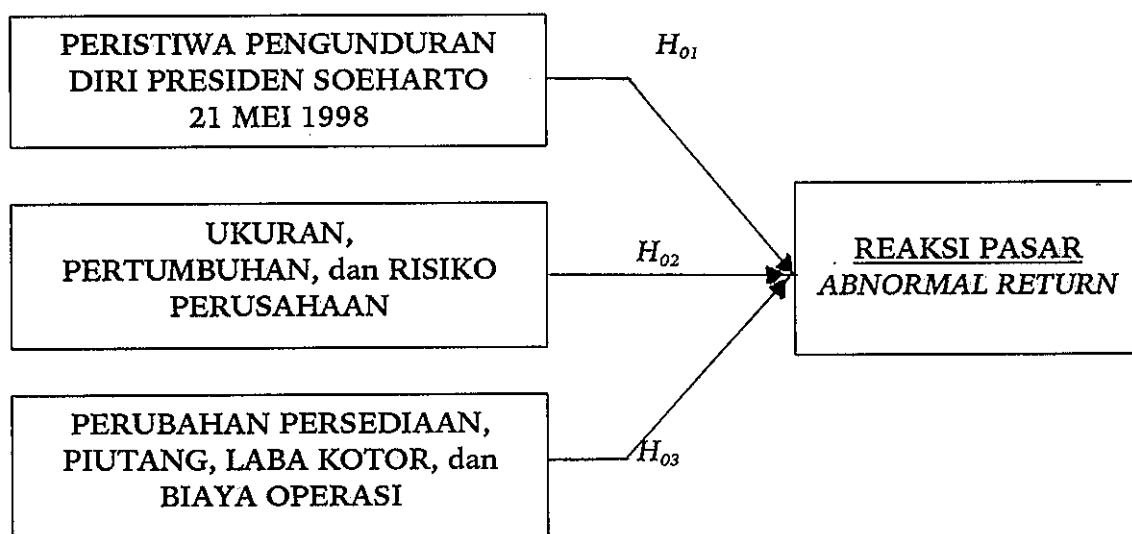 PERISTIWA PENGUNDURAN
DIRI PRESIDEN SOEHARTO
21 MEI 1998
H01
UKURAN,
PERTUMBUHAN, dan RISIKO
PERUSAHAAN
H02
REAKSI PASAR
ABNORMAL RETURN
PERUBAHAN PERSEDIAAN,
PIUTANG, LABA KOTOR, dan
BIAYA OPERASI
H03